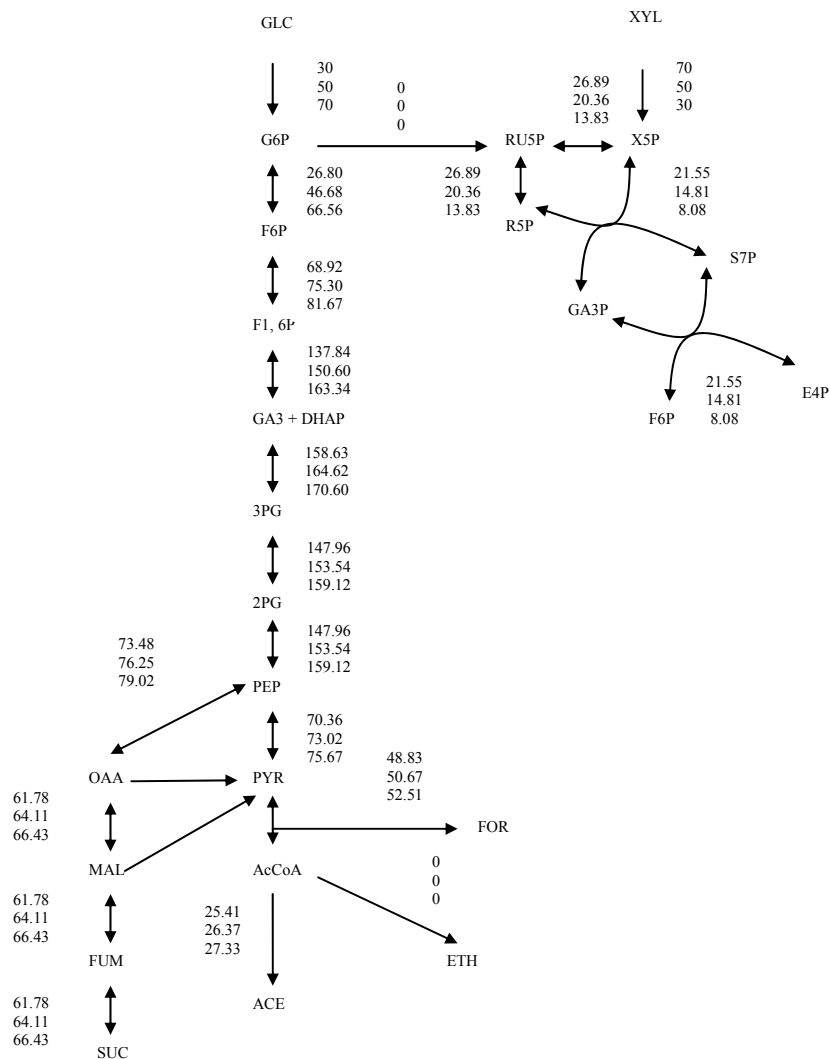 GLC
XYL
30
50
70
0
0
0
26.89
20.36
13.83
70
50
30
G6P
RU5P
X5P
26.80
46.68
66.56
26.89
20.36
13.83
21.55
14.81
8.08
F6P
R5P
S7P
68.92
75.30
81.67
GA3P
F1, 6P
137.84
150.60
163.34
21.55
14.81
8.08
E4P
GA3 + DHAP
F6P
158.63
164.62
170.60
3PG
147.96
153.54
159.12
2PG
73.48
76.25
79.02
147.96
153.54
159.12
PEP
70.36
73.02
75.67
48.83
50.67
52.51
OAA
PYR
61.78
64.11
66.43
FOR
MAL
AcCoA
0
0
0
61.78
64.11
66.43
25.41
26.37
27.33
FUM
ETH
61.78
64.11
66.43
ACE
SUC